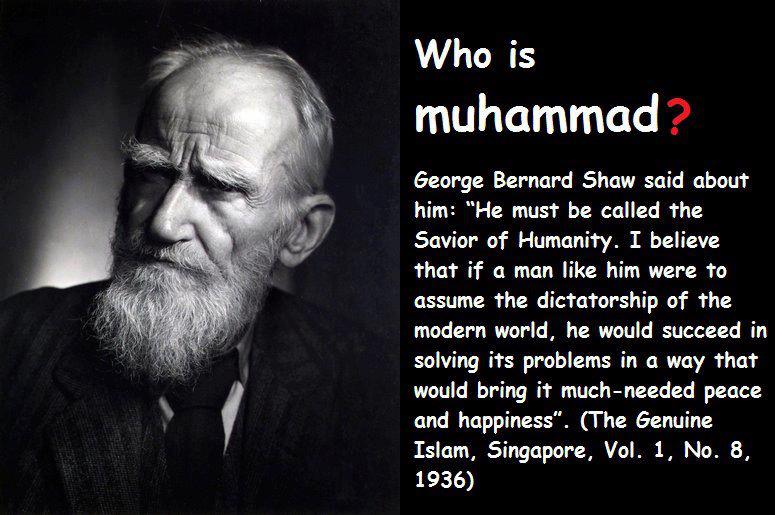 Who is
muhammad?
George Bernard Shaw said about
him: “He must be called the
Savior of Humanity. I believe
that if a man like him were to
assume the dictatorship of the
modern world, he would succeed in
solving its problems in a way that
would bring it much-needed peace
and happiness”. (The Genuine
Islam, Singapore, Vol. 1, No. 8,
1936)